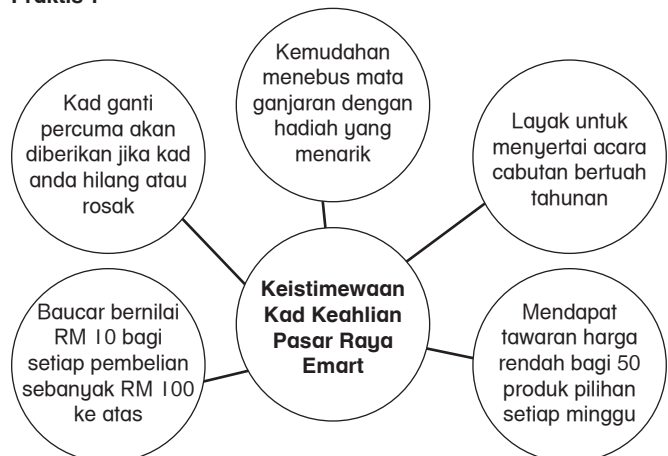 Kemudahan
menebus mata
ganjaran dengan
hadiah yang
menarik
Kad ganti
percuma akan
diberikan jika kad
anda hilang atau
rosak
Layak untuk
menyertai acara
cabutan bertuah
tahunan
Keistimewaan
Kad Keahlian
Pasar Raya
Emart
Baucar bernilai
RM 10 bagi
setiap pembelian
sebanyak RM 100
ke atas
Mendapat
tawaran harga
rendah bagi 50
produk pilihan
setiap minggu